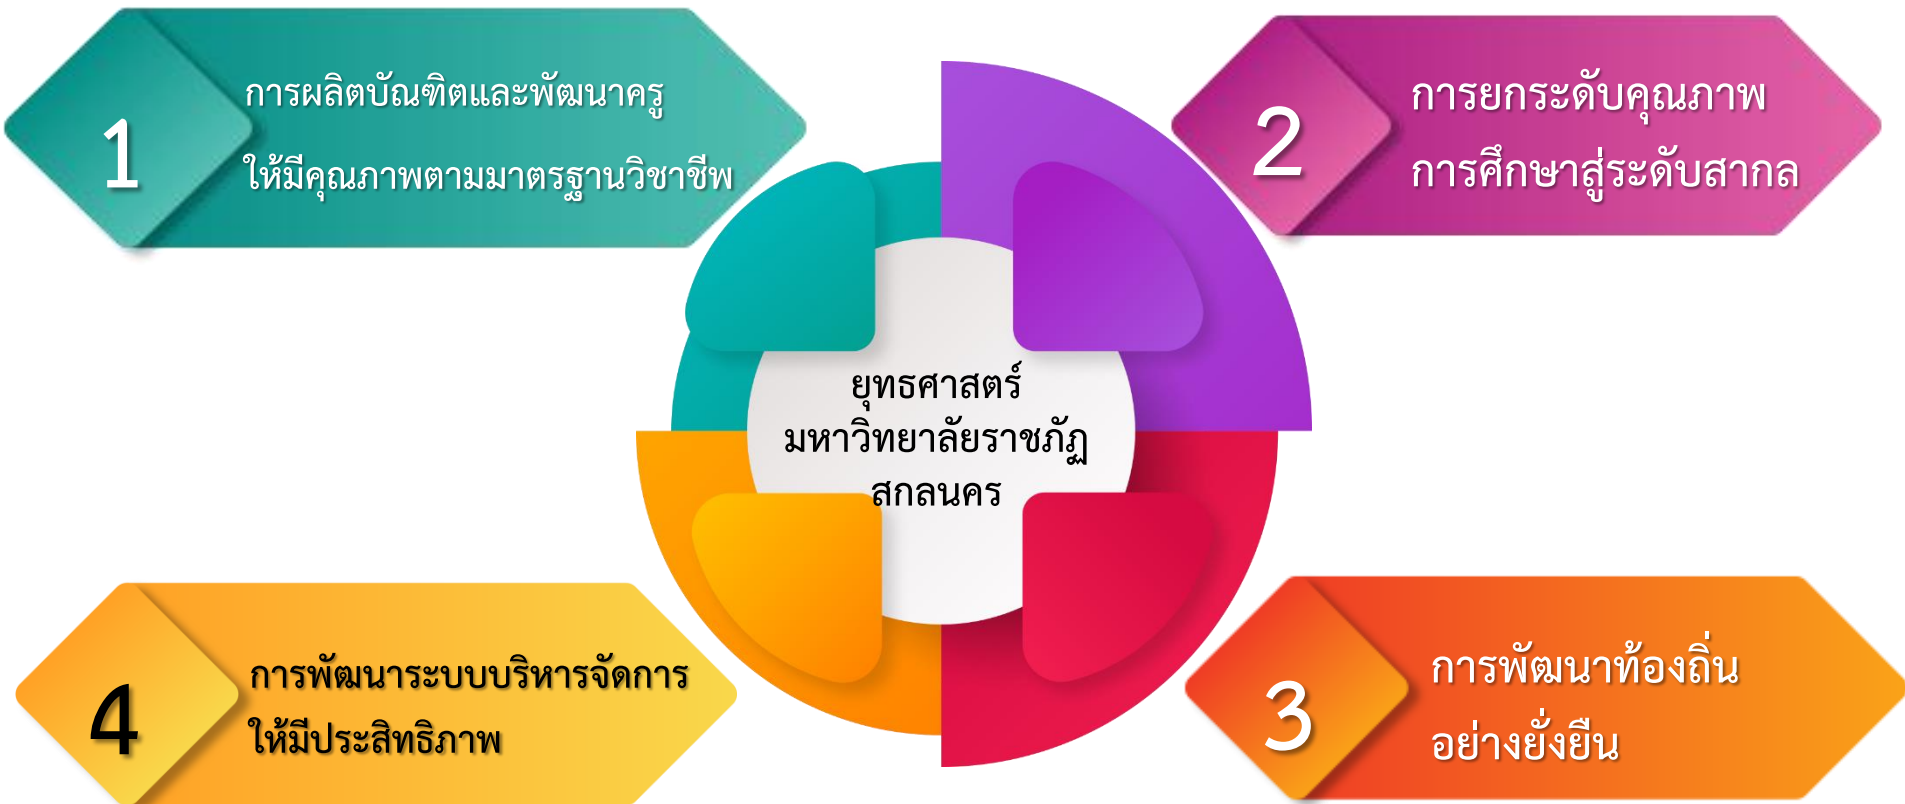 1
การผลิตบัณฑิตและพัฒนาครู
ให้มีคุณภาพตามมาตรฐานวิชาชีพ
2
การยกระดับคุณภาพ
การศึกษาสู่ระดับสากล
ยุทธศาสตร์
มหาวิทยาลัยราชภัฏ
สกลนคร
4
การพัฒนาระบบบริหารจัดการ
ให้มีประสิทธิภาพ
3
การพัฒนาท้องถิ่น
อย่างยั่งยืน